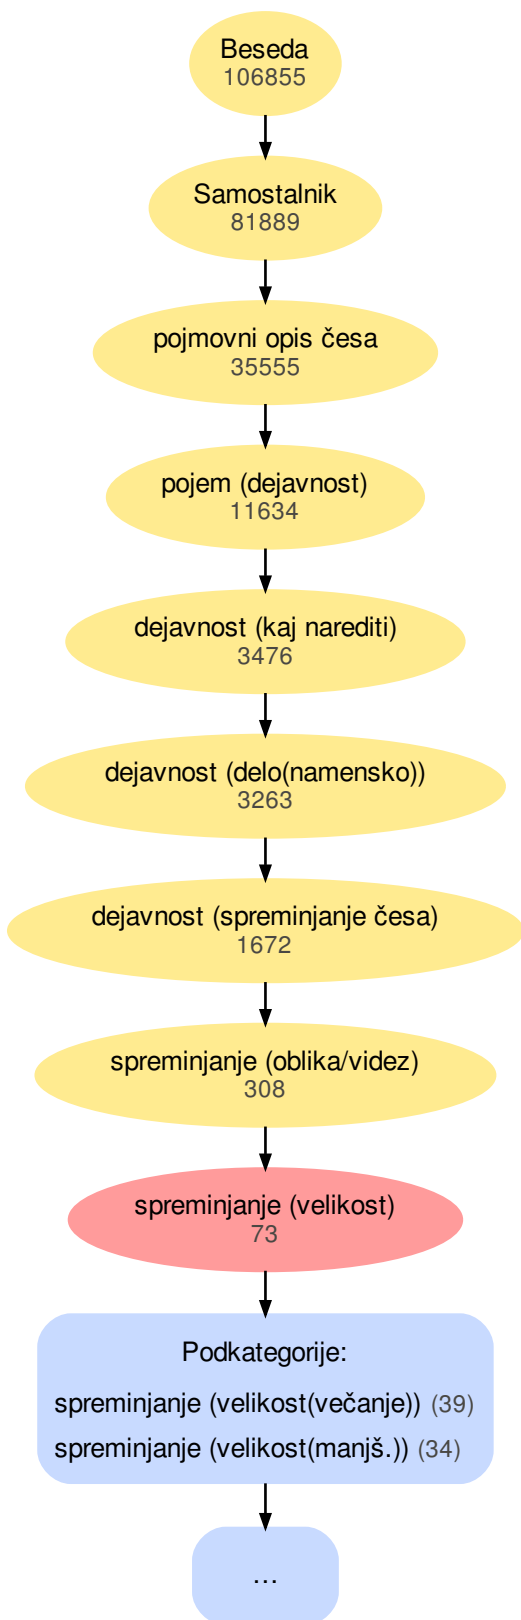 Beseda
106855
Samostalnik
81889
pojmovni opis česa
35555
pojem (dejavnost)
11634
dejavnost (kaj narediti)
3476
dejavnost (delo(namensko))
3263
dejavnost (spreminjanje česa)
1672
spreminjanje (oblika/videz)
308
spreminjanje (velikost)
73
Podkategorije:
spreminjanje (velikost(večanje)) (39)
spreminjanje (velikost(manjš.)) (34)
...